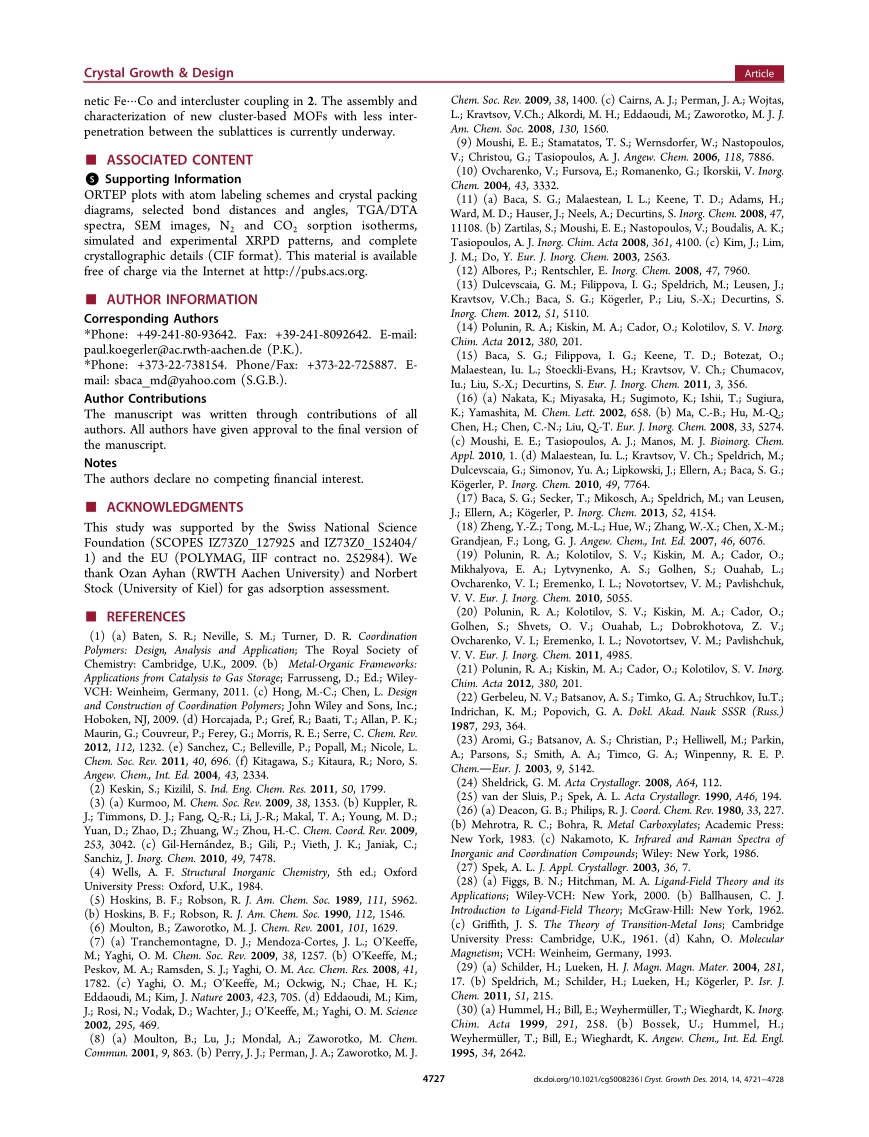 Crystal Growth & Design
Article
netic Fe···Co and intercluster coupling in 2. The assembly and
characterization of new cluster-based MOFs with less inter-
penetration between the sublattices is currently underway.
■ ASSOCIATED CONTENT
S Supporting Information
ORTEP plots with atom labeling schemes and crystal packing
diagrams, selected bond distances and angles, TGA/DTA
spectra, SEM images, N2 and CO2 sorption isotherms,
simulated and experimental XRPD patterns, and complete
crystallographic details (CIF format). This material is available
free of charge via the Internet at http://pubs.acs.org.
■ AUTHOR INFORMATION
Corresponding Authors
*Phone: +49-241-80-93642. Fax: +39-241-8092642. E-mail:
paul.koegerler@ac.rwth-aachen.de (P.K.).
*Phone: +373-22-738154. Phone/Fax: +373-22-725887. E-
mail: sbaca_md@yahoo.com (S.G.B.).
Author Contributions
The manuscript was written through contributions of all
authors. All authors have given approval to the final version of
the manuscript.
Notes
The authors declare no competing financial interest.
■ ACKNOWLEDGMENTS
This study was supported by the Swiss National Science
Foundation (SCOPES IZ73Z0_127925 and IZ73Z0_152404/
1) and the EU (POLYMAG, IIF contract no. 252984). We
thank Ozan Ayhan (RWTH Aachen University) and Norbert
Stock (University of Kiel) for gas adsorption assessment.
■ REFERENCES
(1) (a) Baten, S. R.; Neville, S. M.; Turner, D. R. Coordination
Polymers: Design, Analysis and Application; The Royal Society of
Chemistry: Cambridge, U.K., 2009. (b) Metal-Organic Frameworks:
Applications from Catalysis to Gas Storage; Farrusseng, D.; Ed.; Wiley-
VCH: Weinheim, Germany, 2011. (c) Hong, M.-C.; Chen, L. Design
and Construction of Coordination Polymers; John Wiley and Sons, Inc.;
Hoboken, NJ, 2009. (d) Horcajada, P.; Gref, R.; Baati, T.; Allan, P. K.;
Maurin, G.; Couvreur, P.; Ferey, G.; Morris, R. E.; Serre, C. Chem. Rev.
2012, 112, 1232. (e) Sanchez, C.; Belleville, P.; Popall, M.; Nicole, L.
Chem. Soc. Rev. 2011, 40, 696. (f) Kitagawa, S.; Kitaura, R.; Noro, S.
Angew. Chem., Int. Ed. 2004, 43, 2334.
(2) Keskin, S.; Kizilil, S. Ind. Eng. Chem. Res. 2011, 50, 1799.
(3) (a) Kurmoo, M. Chem. Soc. Rev. 2009, 38, 1353. (b) Kuppler, R.
J.; Timmons, D. J.; Fang, Q.-R.; Li, J.-R.; Makal, T. A.; Young, M. D.;
Yuan, D.; Zhao, D.; Zhuang, W.; Zhou, H.-C. Chem. Coord. Rev. 2009,
253, 3042. (c) Gil-Hernández, B.; Gili, P.; Vieth, J. K.; Janiak, C.;
Sanchiz, J. Inorg. Chem. 2010, 49, 7478.
(4) Wells, A. F. Structural Inorganic Chemistry, 5th ed.; Oxford
University Press: Oxford, U.K., 1984.
(5) Hoskins, B. F.; Robson, R. J. Am. Chem. Soc. 1989, 111, 5962.
(b) Hoskins, B. F.; Robson, R. J. Am. Chem. Soc. 1990, 112, 1546.
(6) Moulton, B.; Zaworotko, M. J. Chem. Rev. 2001, 101, 1629.
(7) (a) Tranchemontagne, D. J.; Mendoza-Cortes, J. L.; O'Keeffe,
M.; Yaghi, O. M. Chem. Soc. Rev. 2009, 38, 1257. (b) O'Keeffe, M.;
Peskov, M. A.; Ramsden, S. J.; Yaghi, O. M. Acc. Chem. Res. 2008, 41,
1782. (c) Yaghi, O. M.; O'Keeffe, M.; Ockwig, N.; Chae, H. K.;
Eddaoudi, M.; Kim, J. Nature 2003, 423, 705. (d) Eddaoudi, M.; Kim,
J.; Rosi, N.; Vodak, D.; Wachter, J.; O'Keeffe, M.; Yaghi, O. M. Science
2002, 295, 469.
(8) (a) Moulton, B.; Lu, J.; Mondal, A.; Zaworotko, M. Chem.
Commun. 2001, 9, 863. (b) Perry, J. J.; Perman, J. A.; Zaworotko, M. J.
Chem. Soc. Rev. 2009, 38, 1400. (c) Cairns, A. J.; Perman, J. A.; Wojtas,
L.; Kravtsov, V.Ch.; Alkordi, M. H.; Eddaoudi, M.; Zaworotko, M. J. J.
Am. Chem. Soc. 2008, 130, 1560.
(9) Moushi, E. E.; Stamatatos, T. S.; Wernsdorfer, W.; Nastopoulos,
V.; Christou, G.; Tasiopoulos, A. J. Angew. Chem. 2006, 118, 7886.
(10) Ovcharenko, V.; Fursova, E.; Romanenko, G.; Ikorskii, V. Inorg.
Chem. 2004, 43, 3332.
(11) (a) Baca, S. G.; Malaestean, I. L.; Keene, T. D.; Adams, H.;
Ward, M. D.; Hauser, J.; Neels, A.; Decurtins, S. Inorg. Chem. 2008, 47,
11108. (b) Zartilas, S.; Moushi, E. E.; Nastopoulos, V.; Boudalis, A. K.;
Tasiopoulos, A. J. Inorg. Chim. Acta 2008, 361, 4100. (c) Kim, J.; Lim,
J. M.; Do, Y. Eur. J. Inorg. Chem. 2003, 2563.
(12) Albores, P.; Rentschler, E. Inorg. Chem. 2008, 47, 7960.
(13) Dulcevscaia, G. M.; Filippova, I. G.; Speldrich, M.; Leusen, J.;
Kravtsov, V.Ch.; Baca, S. G.; Kögerler, P.; Liu, S.-X.; Decurtins, S.
Inorg. Chem. 2012, 51, 5110.
(14) Polunin, R. A.; Kiskin, M. A.; Cador, O.; Kolotilov, S. V. Inorg.
Chim. Acta 2012, 380, 201.
(15) Baca, S. G.; Filippova, I. G.; Keene, T. D.; Botezat, O.;
Malaestean, Iu. L.; Stoeckli-Evans, H.; Kravtsov, V. Ch.; Chumacov,
Iu.; Liu, S.-X.; Decurtins, S. Eur. J. Inorg. Chem. 2011, 3, 356.
(16) (a) Nakata, K.; Miyasaka, H.; Sugimoto, K.; Ishii, T.; Sugiura,
K.; Yamashita, M. Chem. Lett. 2002, 658. (b) Ma, C.-B.; Hu, M.-Q.;
Chen, H.; Chen, C.-N.; Liu, Q.-T. Eur. J. Inorg. Chem. 2008, 33, 5274.
(c) Moushi, E. E.; Tasiopoulos, A. J.; Manos, M. J. Bioinorg. Chem.
Appl. 2010, 1. (d) Malaestean, Iu. L.; Kravtsov, V. Ch.; Speldrich, M.;
Dulcevscaia, G.; Simonov, Yu. A.; Lipkowski, J.; Ellern, A.; Baca, S. G.;
Kögerler, P. Inorg. Chem. 2010, 49, 7764.
(17) Baca, S. G.; Secker, T.; Mikosch, A.; Speldrich, M.; van Leusen,
J.; Ellern, A.; Kögerler, P. Inorg. Chem. 2013, 52, 4154.
(18) Zheng, Y.-Z.; Tong, M.-L.; Hue, W.; Zhang, W.-X.; Chen, X.-M.;
Grandjean, F.; Long, G. J. Angew. Chem., Int. Ed. 2007, 46, 6076.
(19) Polunin, R. A.; Kolotilov, S. V.; Kiskin, M. A.; Cador, O.;
Mikhalyova, E. A.; Lytvynenko, A. S.; Golhen, S.; Ouahab, L.;
Ovcharenko, V. I.; Eremenko, I. L.; Novotortsev, V. M.; Pavlishchuk,
V. V. Eur. J. Inorg. Chem. 2010, 5055.
(20) Polunin, R. A.; Kolotilov, S. V.; Kiskin, M. A.; Cador, O.;
Golhen, S.; Shvets, O. V.; Ouahab, L.; Dobrokhotova, Z. V.;
Ovcharenko, V. I.; Eremenko, I. L.; Novotortsev, V. M.; Pavlishchuk,
V. V. Eur. J. Inorg. Chem. 2011, 4985.
(21) Polunin, R. A.; Kiskin, M. A.; Cador, O.; Kolotilov, S. V. Inorg.
Chim. Acta 2012, 380, 201.
(22) Gerbeleu, N. V.; Batsanov, A. S.; Timko, G. A.; Struchkov, Iu.T.;
Indrichan, K. M.; Popovich, G. A. Dokl. Akad. Nauk SSSR (Russ.)
1987, 293, 364.
(23) Aromi, G.; Batsanov, A. S.; Christian, P.; Helliwell, M.; Parkin,
A.; Parsons, S.; Smith, A. A.; Timco, G. A.; Winpenny, R. E. P.
Chem.—Eur. J. 2003, 9, 5142.
(24) Sheldrick, G. M. Acta Crystallogr. 2008, A64, 112.
(25) van der Sluis, P.; Spek, A. L. Acta Crystallogr. 1990, A46, 194.
(26) (a) Deacon, G. B.; Philips, R. J. Coord. Chem. Rev. 1980, 33, 227.
(b) Mehrotra, R. C.; Bohra, R. Metal Carboxylates; Academic Press:
New York, 1983. (c) Nakamoto, K. Infrared and Raman Spectra of
Inorganic and Coordination Compounds; Wiley: New York, 1986.
(27) Spek, A. L. J. Appl. Crystallogr. 2003, 36, 7.
(28) (a) Figgs, B. N.; Hitchman, M. A. Ligand-Field Theory and its
Applications; Wiley-VCH: New York, 2000. (b) Ballhausen, C. J.
Introduction to Ligand-Field Theory; McGraw-Hill: New York, 1962.
(c) Griffith, J. S. The Theory of Transition-Metal Ions; Cambridge
University Press: Cambridge, U.K., 1961. (d) Kahn, O. Molecular
Magnetism; VCH: Weinheim, Germany, 1993.
(29) (a) Schilder, H.; Lueken, H. J. Magn. Magn. Mater. 2004, 281,
17. (b) Speldrich, M.; Schilder, H.; Lueken, H.; Kögerler, P. Isr. J.
Chem. 2011, 51, 215.
(30) (a) Hummel, H.; Bill, E.; Weyhermüller, T.; Wieghardt, K. Inorg.
Chim. Acta 1999, 291, 258. (b) Bossek, U.; Hummel, H.;
Weyhermüller, T.; Bill, E.; Wieghardt, K. Angew. Chem., Int. Ed. Engl.
1995, 34, 2642.
4727
dx.doi.org/10.1021/cg5008236 | Cryst. Growth Des. 2014, 14, 4721−4728